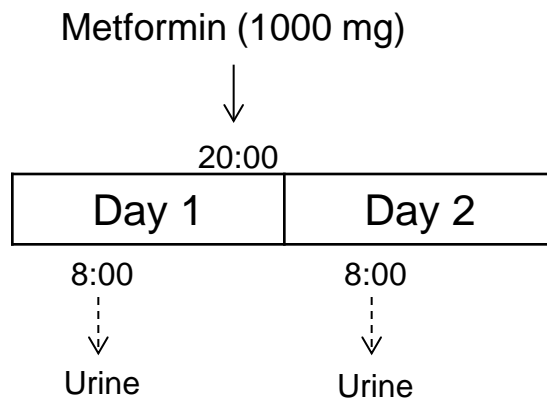 Metformin (1000 mg)
20:00
Day 1 Day 2
8:00 8:00
Urine Urine